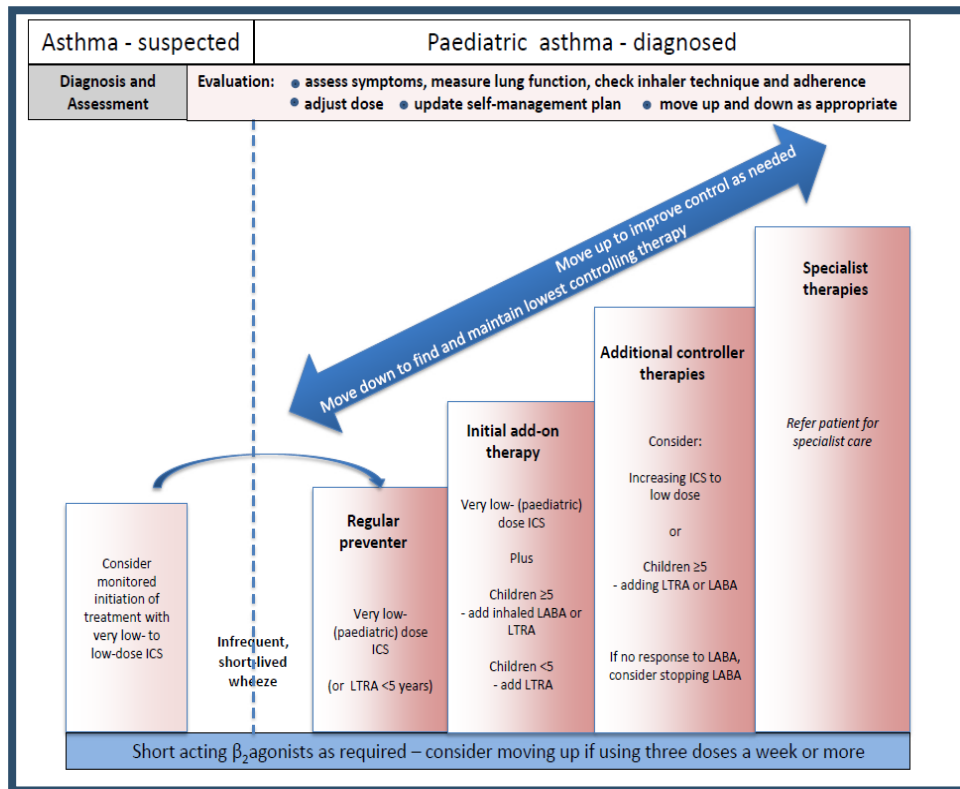 Asthma - suspected
Paediatric asthma - diagnosed
Diagnosis and
Assessment
Evaluation: • assess symptoms, measure lung function, check inhaler technique and adherence
• adjust dose • update self-management plan • move up and down as appropriate
Move up to improve control as needed
Move down to find and maintain lowest controlling therapy
Consider
monitored
initiation of
treatment with
very low- to
low-dose ICS
Infrequent,
short-lived
wheeze
Regular
preventer
Very low-
(paediatric) dose
ICS
(or LTRA <5 years)
Initial add-on
therapy
Very low- (paediatric)
dose ICS
Plus
Children ≥5
- add inhaled LABA or
LTRA
Children <5
- add LTRA
Additional controller
therapies
Consider:
Increasing ICS to
low dose
or
Children ≥5
- adding LTRA or LABA
If no response to LABA,
consider stopping LABA
Specialist
therapies
Refer patient for
specialist care
Short acting β₂agonists as required – consider moving up if using three doses a week or more